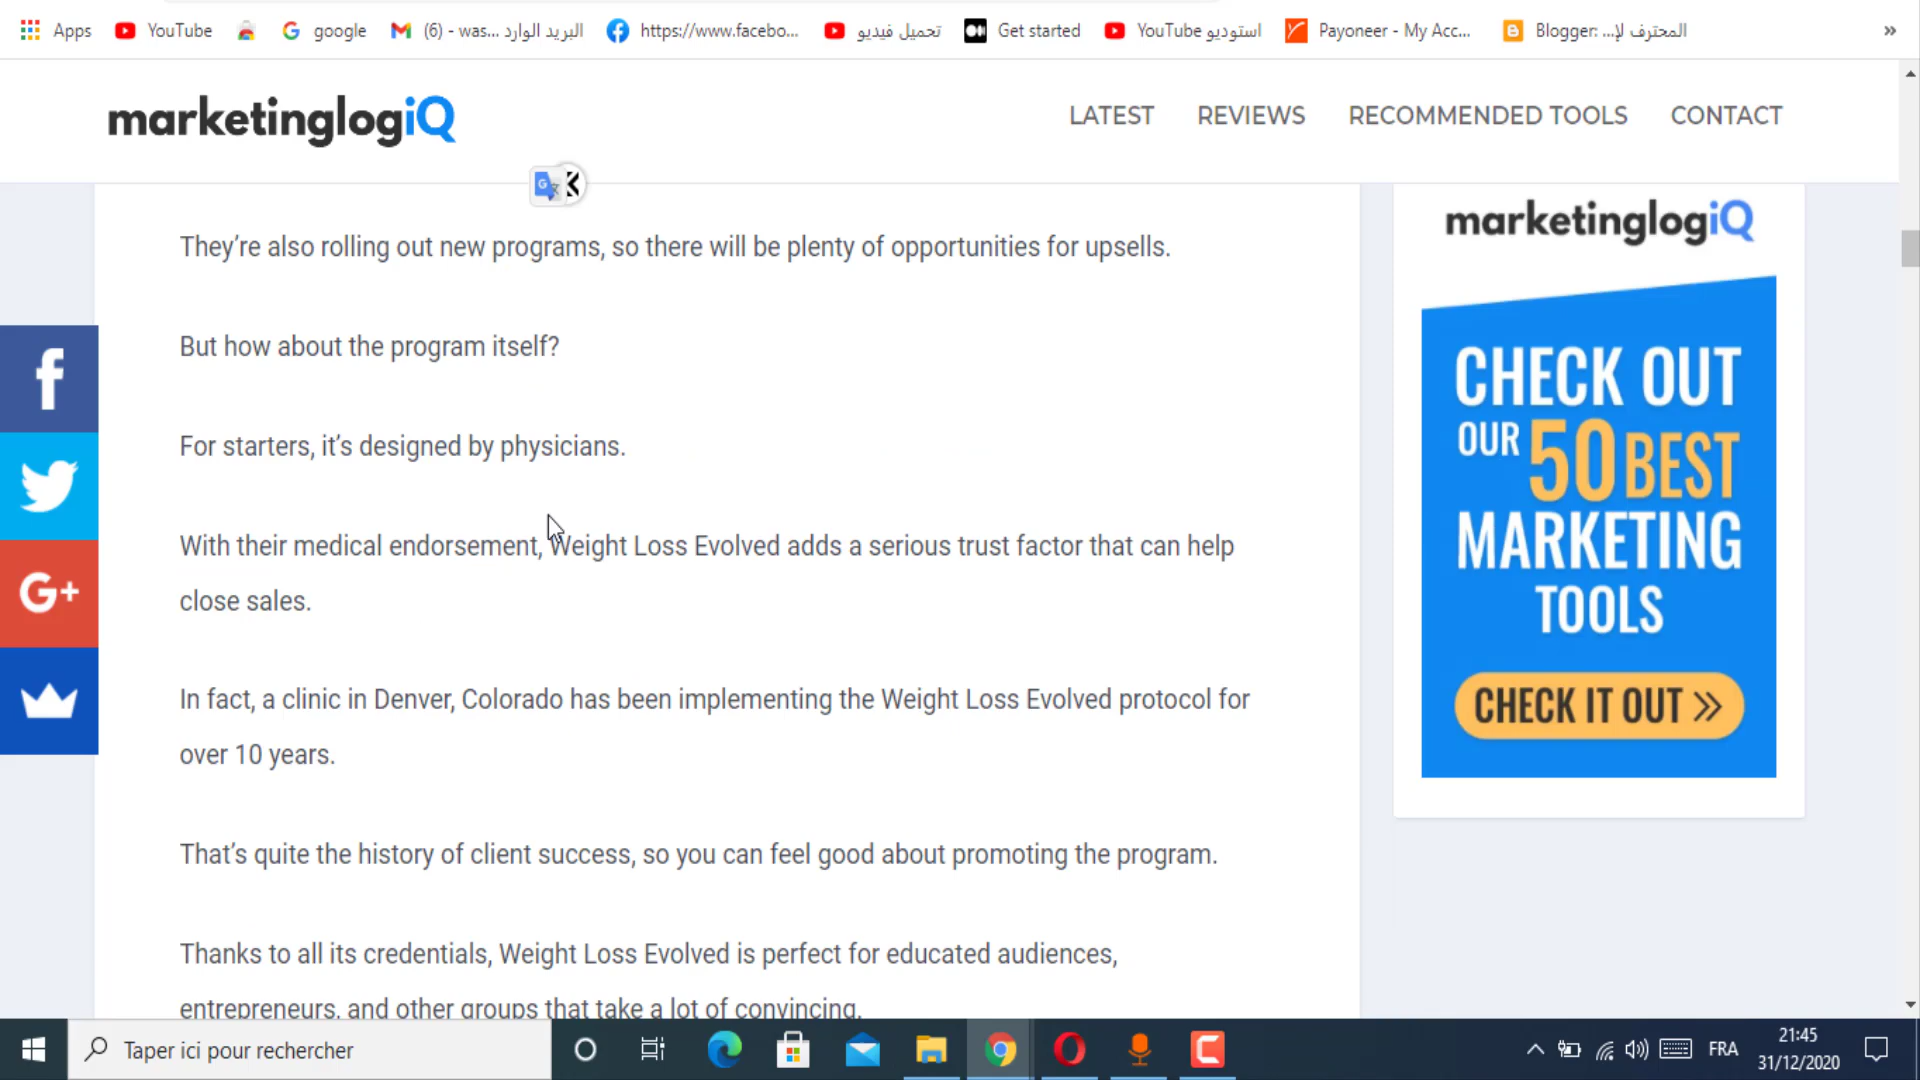 Apps
YouTube
google
(6) - was... البريد الوارد
https://www.facebo...
تحميل فيديو
Get started
YouTube استوديو
Payoneer - My Acc...
Blogger: ...المحترف لإ
»
marketinglogiQ
LATEST
REVIEWS
RECOMMENDED TOOLS
CONTACT
They’re also rolling out new programs, so there will be plenty of opportunities for upsells.
But how about the program itself?
For starters, it’s designed by physicians.
With their medical endorsement, Weight Loss Evolved adds a serious trust factor that can help
close sales.
In fact, a clinic in Denver, Colorado has been implementing the Weight Loss Evolved protocol for
over 10 years.
That’s quite the history of client success, so you can feel good about promoting the program.
Thanks to all its credentials, Weight Loss Evolved is perfect for educated audiences,
entrepreneurs, and other groups that take a lot of convincing.
marketinglogiQ
CHECK OUT
OUR 50 BEST
MARKETING
TOOLS
CHECK IT OUT »
Taper ici pour rechercher
FRA
21:45
31/12/2020